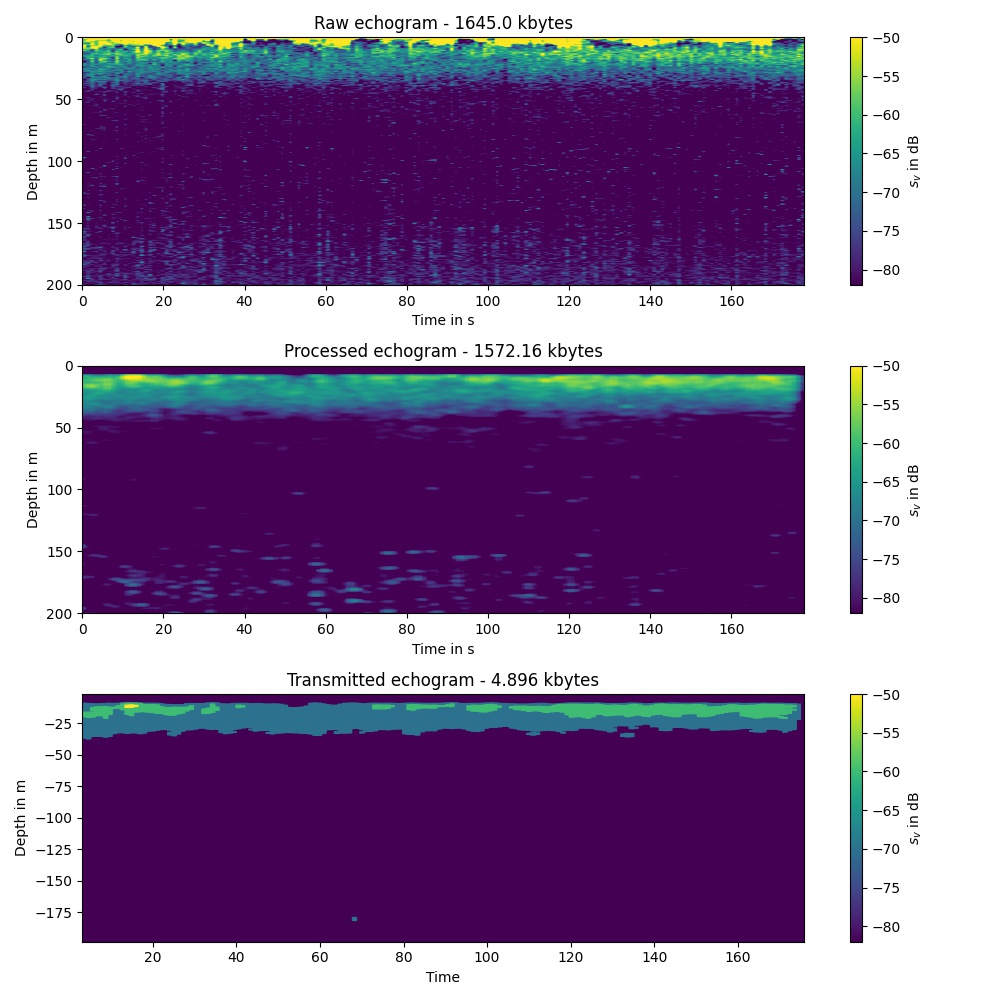 Raw echogram - 1645.0 kbytes
0
50
100
150
200
Depth in m
0 20 40 60 80 100 120 140 160
Time in s
−50
−55
−60
−65
−70
−75
−80
sv in dB
Processed echogram - 1572.16 kbytes
0
50
100
150
200
Depth in m
0 20 40 60 80 100 120 140 160
Time in s
−50
−55
−60
−65
−70
−75
−80
sv in dB
Transmitted echogram - 4.896 kbytes
−25
−50
−75
−100
−125
−150
−175
Depth in m
20 40 60 80 100 120 140 160
Time
−50
−55
−60
−65
−70
−75
−80
sv in dB